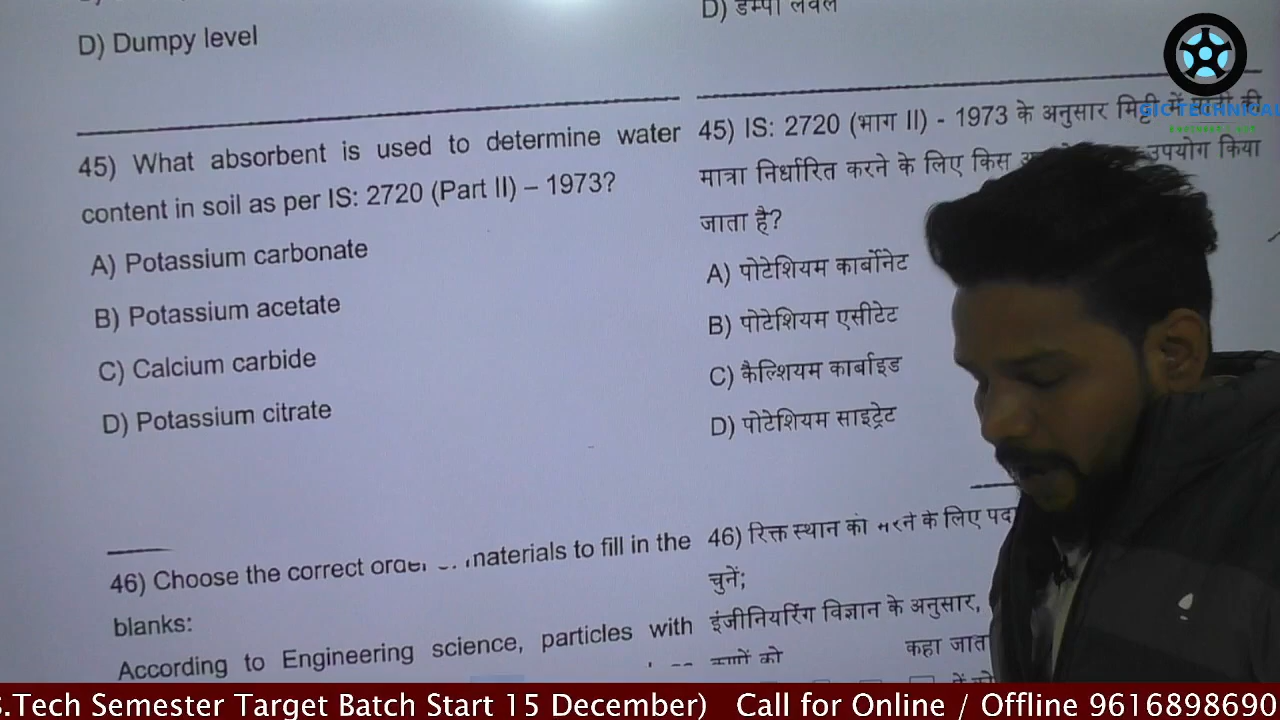 D) Dumpy level
45) What absorbent is used to determine water
content in soil as per IS: 2720 (Part II) – 1973?
A) Potassium carbonate
B) Potassium acetate
C) Calcium carbide
D) Potassium citrate
46) Choose the correct order materials to fill in the
blanks:
According to Engineering science, particles with
D) डम्पी लेवल
45) IS: 2720 (भाग II) - 1973 के अनुसार मिट्टी में
मात्रा निर्धारित करने के लिए किस उपयोग किया
जाता है?
A) पोटेशियम कार्बोनेट
B) पोटेशियम एसीटेट
C) कैल्शियम कार्बाइड
D) पोटेशियम साइट्रेट
46) रिक्त स्थान को भरने के लिए
चुनें;
इंजीनियरिंग विज्ञान के अनुसार,
कणों को कहा जात
GIC TECHNICAL
.Tech Semester Target Batch Start 15 December) Call for Online / Offline 9616898690